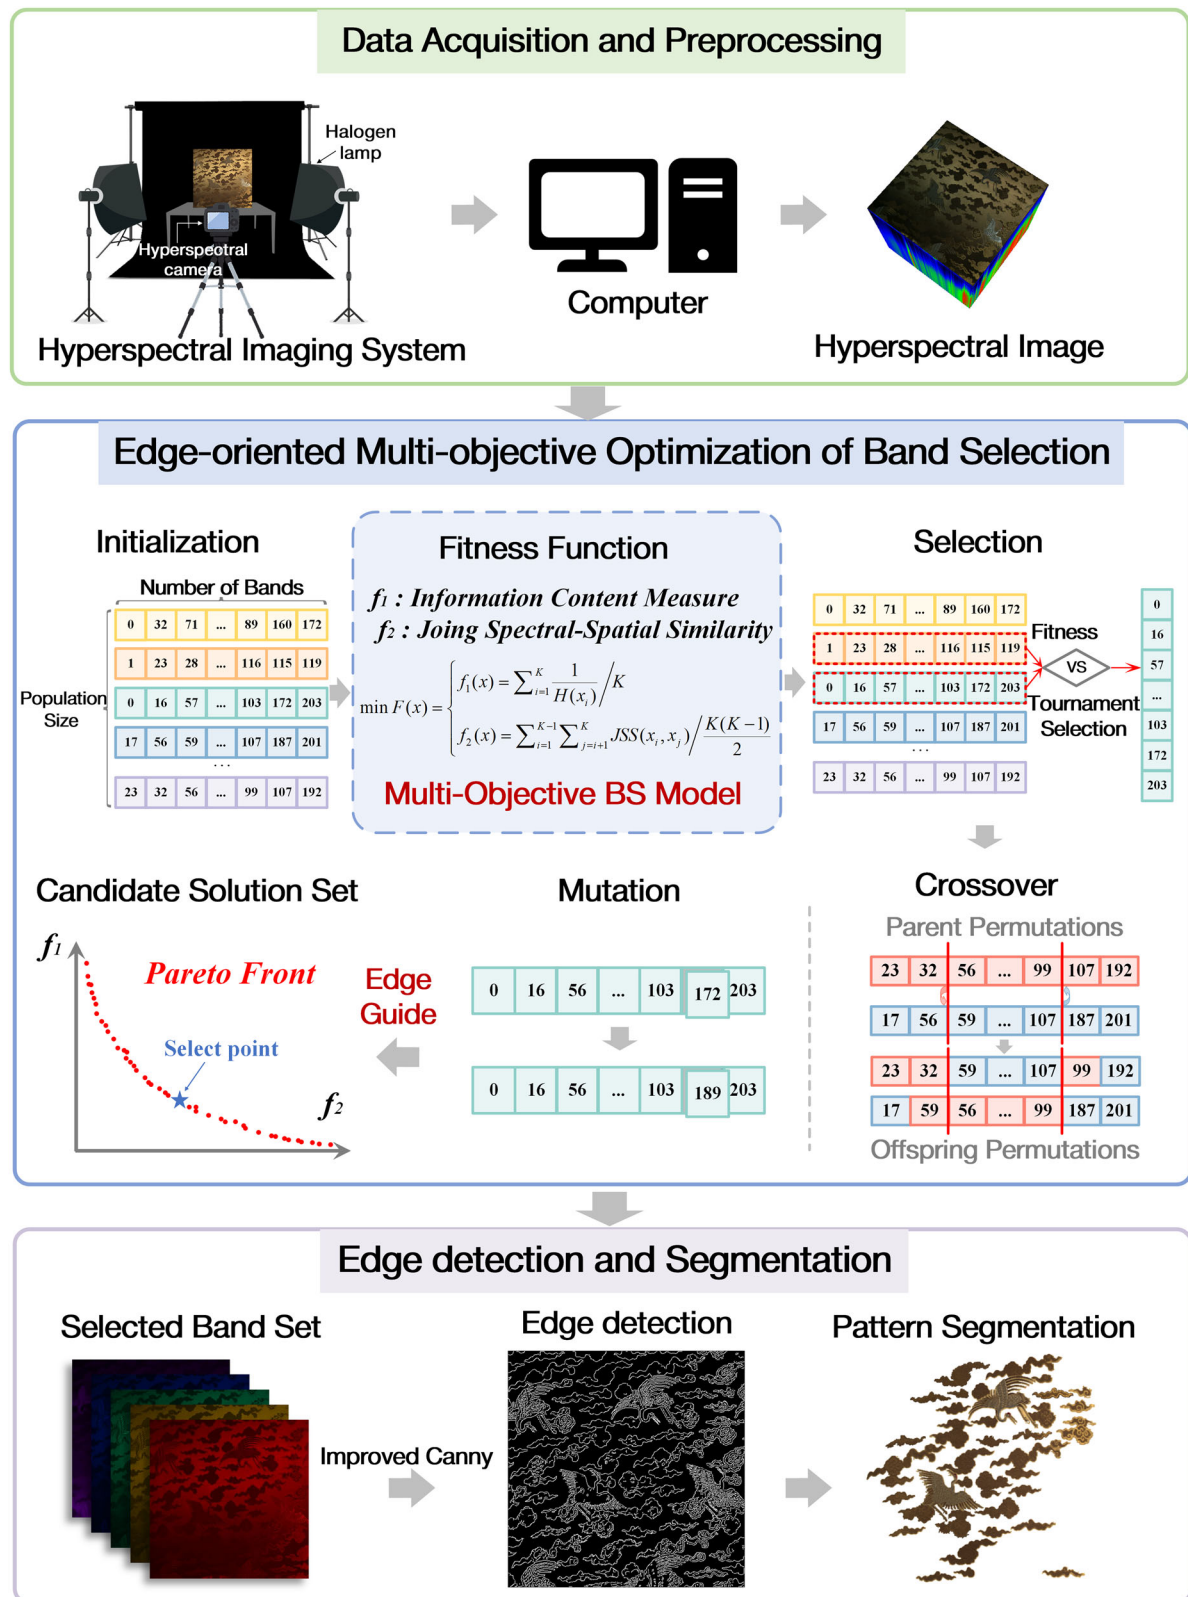 Data Acquisition and Preprocessing
Halogen
lamp
Hyperspectral
camera
Hyperspectral Imaging System
Computer
Hyperspectral Image
Edge-oriented Multi-objective Optimization of Band Selection
Initialization
Number of Bands
Population
Size
0 32 71 ... 89 160 172
1 23 28 ... 116 115 119
0 16 57 ... 103 172 203
17 56 59 ... 107 187 201
...
23 32 56 ... 99 107 192
Fitness Function
f₁ : Information Content Measure
f₂ : Joing Spectral-Spatial Similarity
min F(x) = { f₁(x) = ∑_{i=1}^{K} 1/H(x_i) / K
f₂(x) = ∑_{i=1}^{K-1} ∑_{j=i+1}^{K} JSS(x_i, x_j) / K(K−1)/2
Multi-Objective BS Model
Selection
0 32 71 ... 89 160 172
1 23 28 ... 116 115 119
0 16 57 ... 103 172 203
17 56 59 ... 107 187 201
...
23 32 56 ... 99 107 192
Fitness
VS
Tournament
Selection
0
16
57
...
103
172
203
Candidate Solution Set
f₁
Pareto Front
Select point
f₂
Edge
Guide
Mutation
0 16 56 ... 103 172 203
0 16 56 ... 103 189 203
Crossover
Parent Permutations
23 32 56 ... 99 107 192
17 56 59 ... 107 187 201
23 32 59 ... 107 99 192
17 59 56 ... 99 187 201
Offspring Permutations
Edge detection and Segmentation
Selected Band Set
Improved Canny
Edge detection
Pattern Segmentation